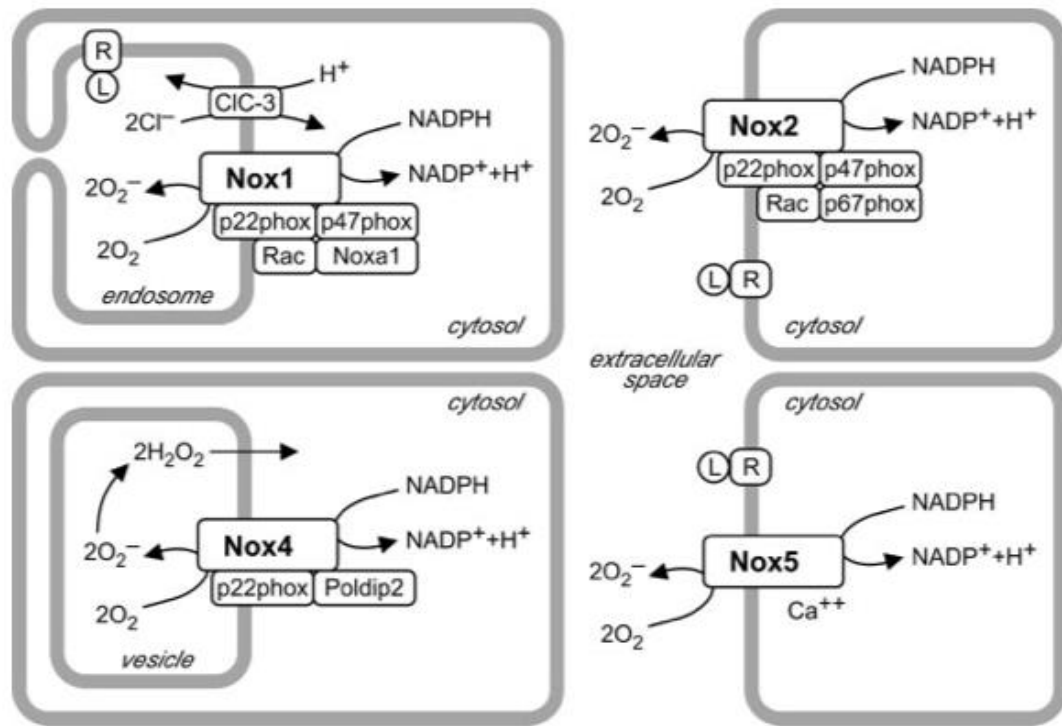 R
L
H⁺
ClC-3
2Cl⁻
NADPH
Nox1
2O₂⁻
NADP⁺+H⁺
p22phox p47phox
2O₂
Rac Noxa1
endosome
cytosol
NADPH
Nox2
2O₂⁻
NADP⁺+H⁺
p22phox p47phox
2O₂
Rac p67phox
L R
cytosol
extracellular
space
cytosol
2H₂O₂
NADPH
Nox4
2O₂⁻
NADP⁺+H⁺
p22phox Poldip2
2O₂
vesicle
cytosol
L R
NADPH
Nox5
2O₂⁻
NADP⁺+H⁺
Ca⁺⁺
2O₂